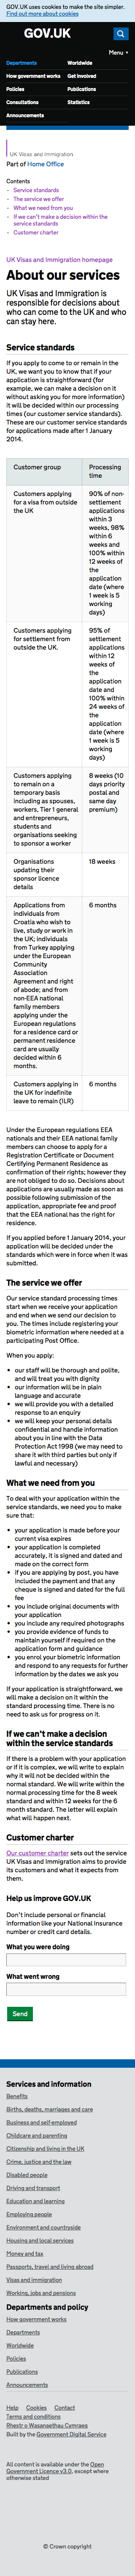 GOV.UK uses cookies to make the site simpler.
Find out more about cookies
GOV.UK
Menu ▼
Departments
Worldwide
How government works
Get involved
Policies
Publications
Consultations
Statistics
Announcements
UK Visas and Immigration
Part of Home Office
Contents
- Service standards
- The service we offer
- What we need from you
- If we can't make a decision within the
service standards
- Customer charter
UK Visas and Immigration homepage
About our services
UK Visas and Immigration is
responsible for decisions about
who can come to the UK and who
can stay here.
Service standards
If you apply to come to or remain in the
UK, we want you to know that if your
application is straightforward (for
example, we can make a decision on it
without asking you for more information)
it will be decided within our processing
times (our customer service standards).
These are our customer service standards
for applications made after 1 January
2014.
Customer group
Processing
time
Customers applying
for a visa from outside
the UK
90% of non-
settlement
applications
within 3
weeks, 98%
within 6
weeks and
100% within
12 weeks of
the
application
date (where
1 week is 5
working
days)
Customers applying
for settlement from
outside the UK.
95% of
settlement
applications
within 12
weeks of
the
application
date and
100% within
24 weeks of
the
application
date (where
1 week is 5
working
days)
Customers applying
to remain on a
temporary basis
including as spouses,
workers, Tier 1 general
and entrepreneurs,
students and
organisations seeking
to sponsor a worker
8 weeks (10
days priority
postal and
same day
premium)
Organisations
updating their
sponsor licence
details
18 weeks
Applications from
individuals from
Croatia who wish to
live, study or work in
the UK; individuals
from Turkey applying
under the European
Community
Association
Agreement and right
of abode; and from
non-EEA national
family members
applying under the
European regulations
for a residence card or
permanent residence
card are usually
decided within 6
months.
6 months
Customers applying in
the UK for indefinite
leave to remain (ILR)
6 months
Under the European regulations EEA
nationals and their EEA national family
members can choose to apply for a
Registration Certificate or Document
Certifying Permanent Residence as
confirmation of their rights; however they
are not obliged to do so. Decisions about
applications are usually made as soon as
possible, following the submission of the
appropriate, appropriate fee and proof
that the EEA national has the right of
residence.
If you applied before 1 January 2014, your
application will be decided under the
standards which were in force when it was
submitted.
The service we offer
Our service standard processing times
start when we receive your application
and end on the date of our decision to
you. The times include registering your
biometric information where needed at a
participating Post Office.
When you apply:
• our staff will be thorough and polite,
and will treat you with dignity
• our information will be in plain
language and accurate
• we will provide you with a detailed
response to an enquiry
• we will keep your personal details
confidential and handle information
about you in line with the Data
Protection Act 1998 (we may need to
share it with third parties, but only if
lawful and necessary)
What we need from you
To deal with your application within the
service standards, we need you to make
sure that:
• your application is made before your
current visa expires
• your application is completed
accurately, it is signed and dated and
made on the correct form
• if you are applying by post, you have
included the payment and that any
cheque is signed and dated for the full
fee
• you include original documents with
your application
• you include any required photographs
• you provide evidence of funds to
maintain yourself if required in the
application guidance
• you enrol your biometric information
and respond to any requests for further
information by the dates we ask you
If your application is straightforward, we
will make a decision on it within the
standard time. There is no need to
ask us for progress on it.
If we can't make a decision
within the service standards
If there is a problem with your application
or if it is complex, we will write to explain
what will happen next. We will do this
within the standard time. For applications
within the 6-month standard we will
write to you within 12 weeks of the start
of the 6 month. The letter will explain
what will happen next.
Customer charter
Our customer charter sets out the service
UK Visas and Immigration aims to provide
its customers and what it expects from
them.
Help us improve GOV.UK
Don't include personal or financial
information like your National Insurance
number or credit card details.
What you were doing
What went wrong
Send
Services and information
Benefits
Births, deaths, marriages and care
Business and self-employed
Childcare and parenting
Citizenship and living in the UK
Crime, justice and the law
Disabled people
Driving and transport
Education and learning
Employing people
Environment and countryside
Housing and local services
Money and tax
Passports, travel and living abroad
Visas and immigration
Working, jobs and pensions
Departments and policy
How government works
Departments
Worldwide
Policies
Publications
Announcements
Help Cookies Contact
Terms and conditions
Rhestr o Wasanaethau Cymraeg
Built by the Government Digital Service
All content is available under the Open
Government Licence v3.0, except where
otherwise stated
© Crown copyright